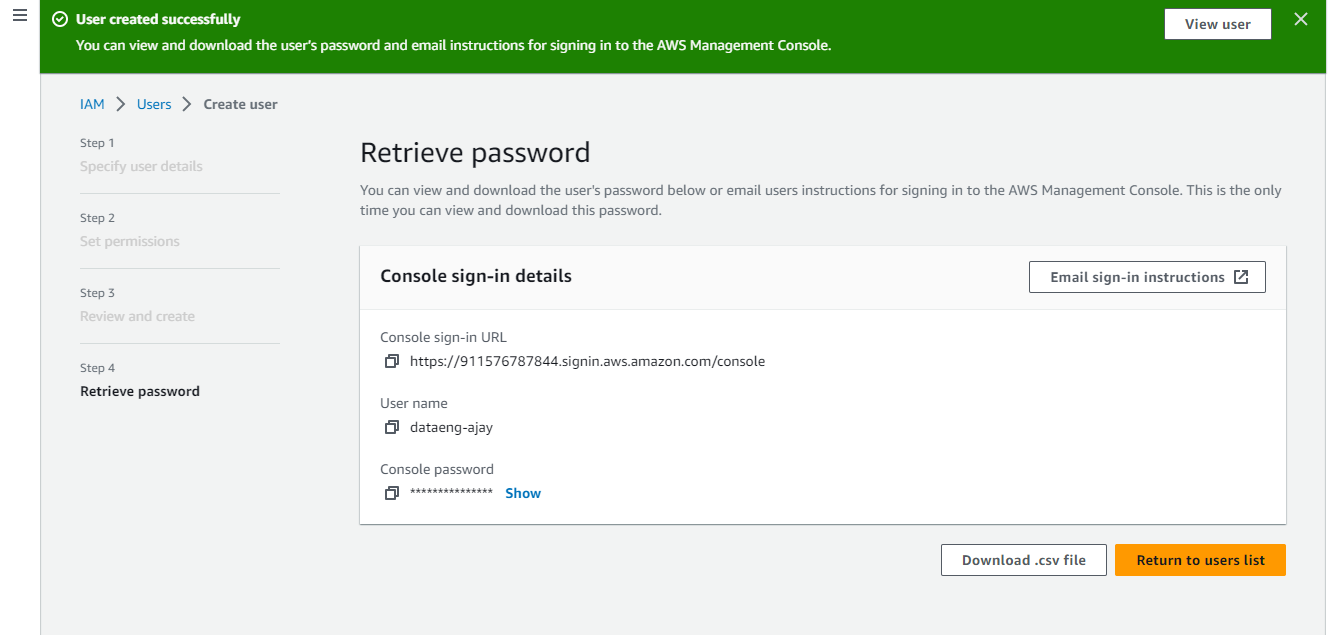 User created successfully
You can view and download the user's password and email instructions for signing in to the AWS Management Console.
View user
IAM > Users > Create user
Step 1
Specify user details
Step 2
Set permissions
Step 3
Review and create
Step 4
Retrieve password
Retrieve password
You can view and download the user's password below or email users instructions for signing in to the AWS Management Console. This is the only
time you can view and download this password.
Console sign-in details
Email sign-in instructions
Console sign-in URL
https://911576787844.signin.aws.amazon.com/console
User name
dataeng-ajay
Console password
*************** Show
Download .csv file
Return to users list